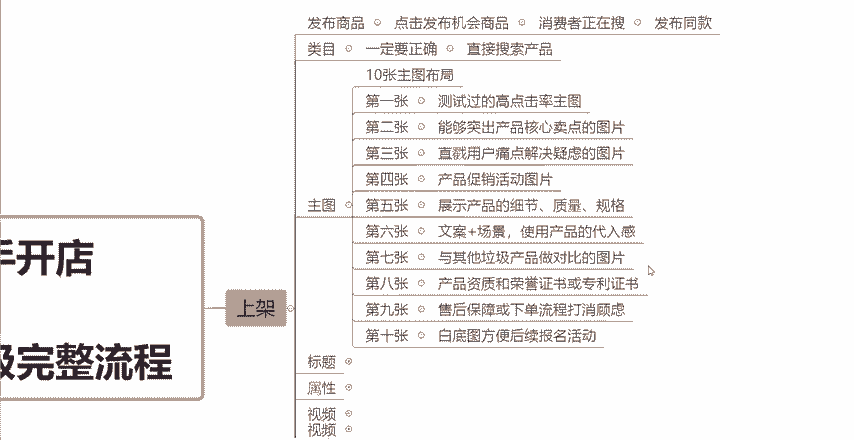 发布商品 点击发布机会商品 消费者正在搜 发布同款
类目 一定要正确 直接搜索产品
10张主图布局
第一张 测试过的高点击率主图
第二张 能够突出产品核心卖点的图片
第三张 直戳用户痛点解决疑虑的图片
第四张 产品促销活动图片
主图 第五张 展示产品的细节、质量、规格
第六张 文案+场景，使用产品的代入感
第七张 与其他垃圾产品做对比的图片
第八张 产品资质和荣誉证书或专利证书
第九张 售后保障或下单流程打消顾虑
第十张 白底图方便后续报名活动
手开店
上架
级完整流程
标题
属性
视频
视频